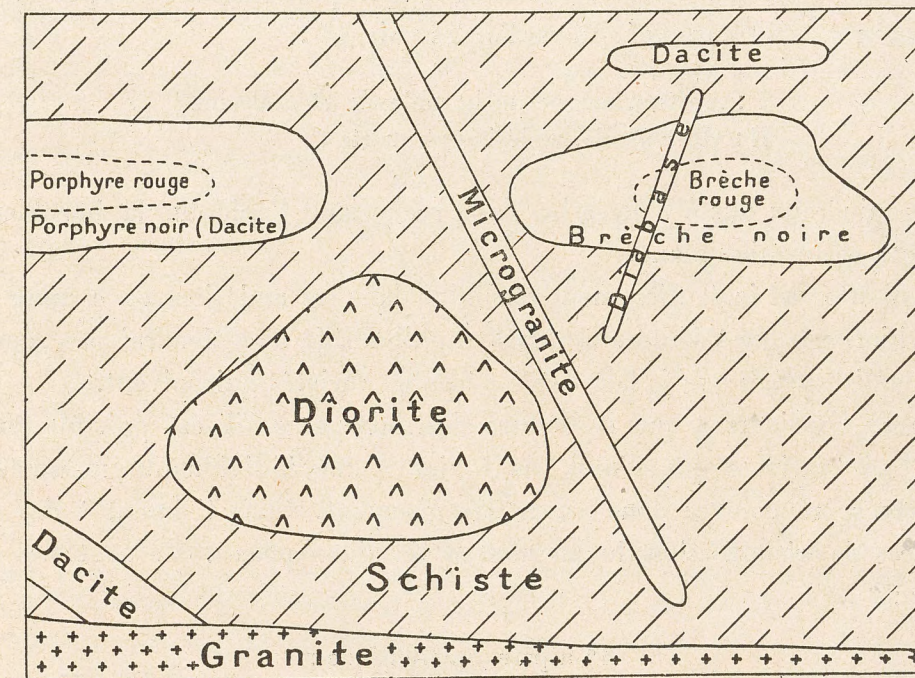 Dacite
Porphyre rouge
Porphyre noir (Dacite)
Microgranite
Diabase
Brèche
rouge
Brèche noire
Diorite
Schiste
Dacite
Granite